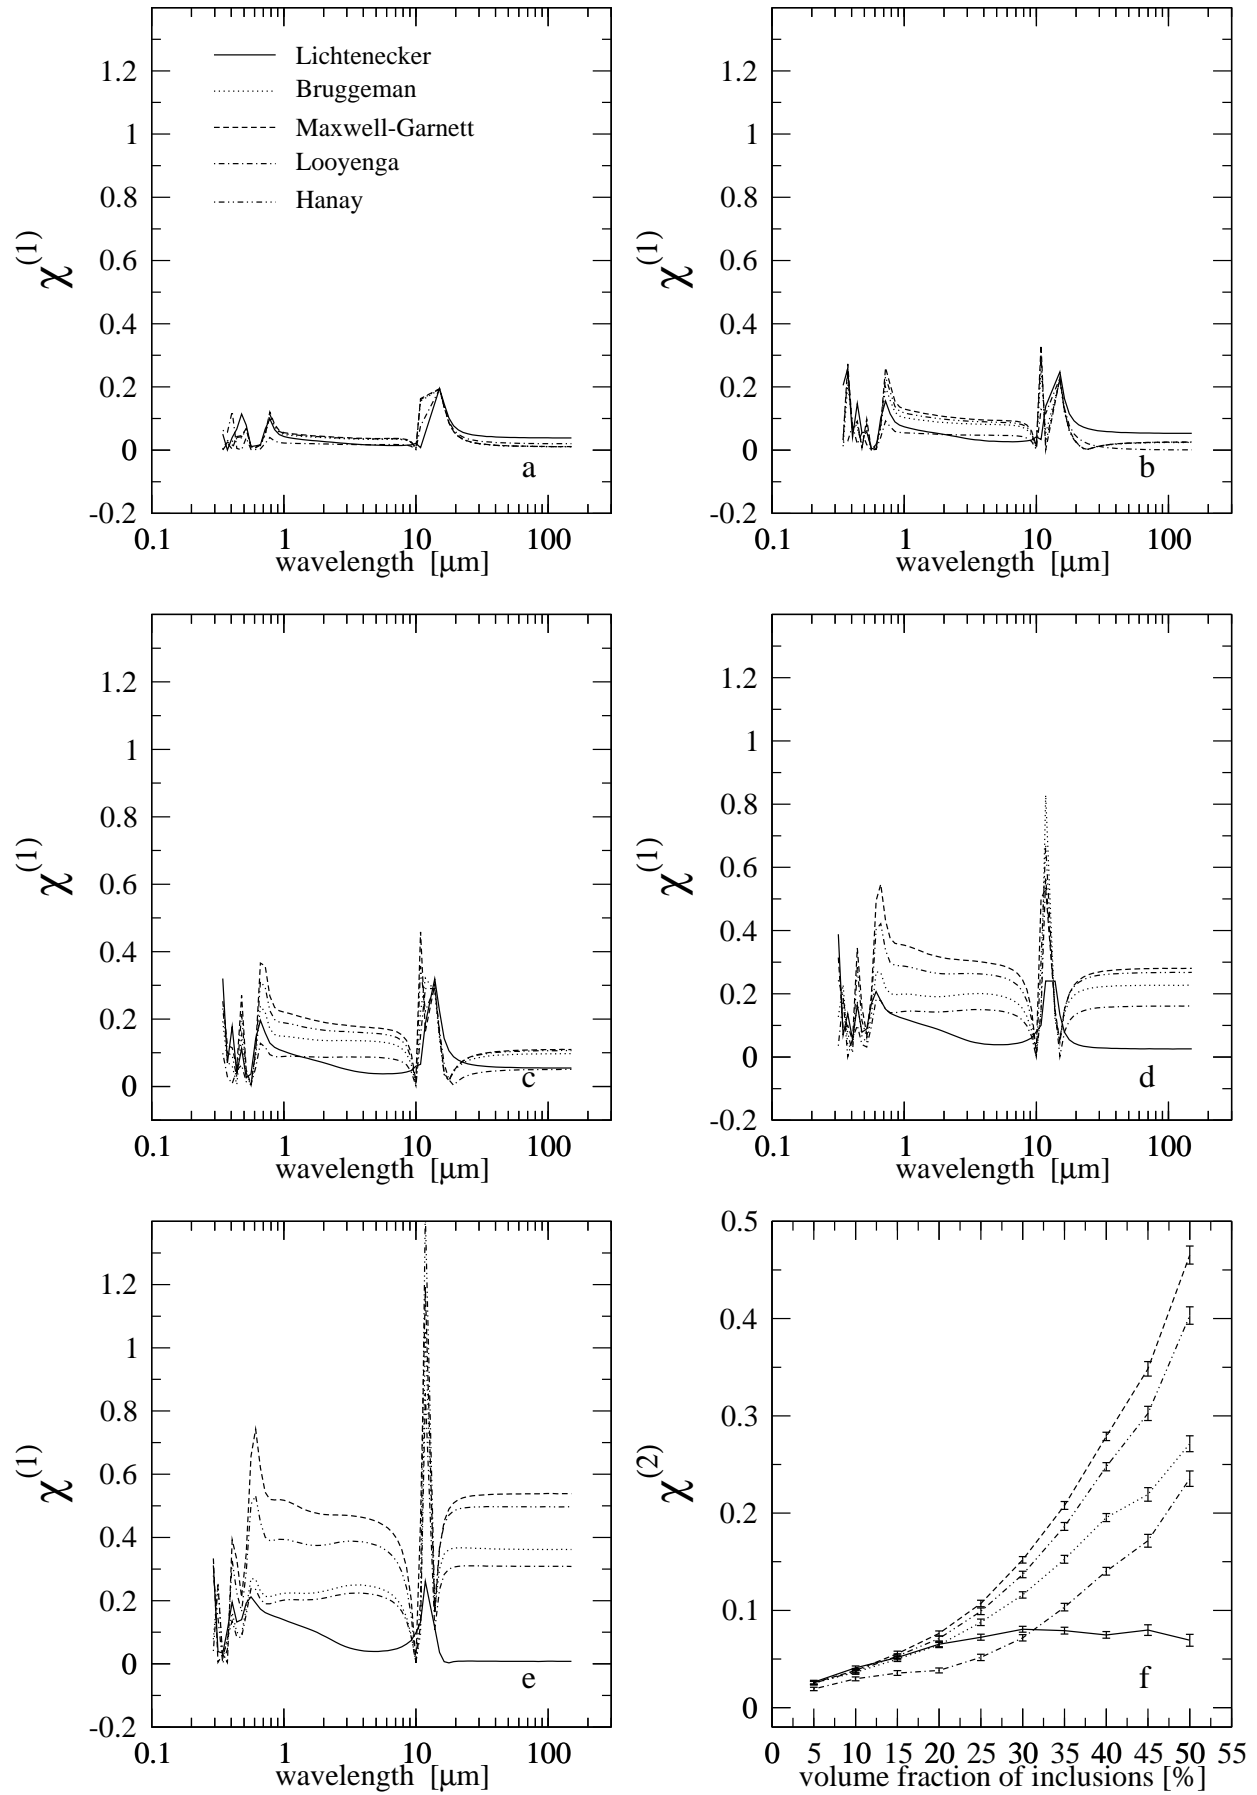 1.2
1
0.8
0.6
0.4
0.2
0
-0.2
χ(1)
Lichtenecker
Bruggeman
Maxwell-Garnett
Looyenga
Hanay
a
0.1 1 10 100
wavelength [μm]
1.2
1
0.8
0.6
0.4
0.2
0
-0.2
χ(1)
b
0.1 1 10 100
wavelength [μm]
1.2
1
0.8
0.6
0.4
0.2
0
χ(1)
c
0.1 1 10 100
wavelength [μm]
1.2
1
0.8
0.6
0.4
0.2
0
-0.2
χ(1)
d
0.1 1 10 100
wavelength [μm]
1.2
1
0.8
0.6
0.4
0.2
0
-0.2
χ(1)
e
0.1 1 10 100
wavelength [μm]
0.5
0.4
0.3
0.2
0.1
0
χ(2)
f
0 5 10 15 20 25 30 35 40 45 50 55
volume fraction of inclusions [%]